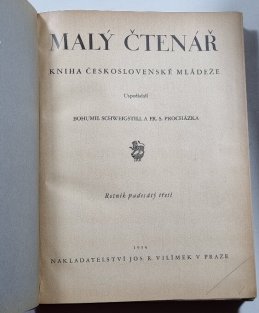 MALÝ ČTENÁŘ
KNIHA ČESKOSLOVENSKÉ MLÁDEŽE
Uspořádali
BOHUMIL SCHWEIGSTILL A FR. S. PROCHÁZKA
Ročník padesátý třetí
NAKLADATELSTVÍ JOS. R. VILÍMEK V PRAZE